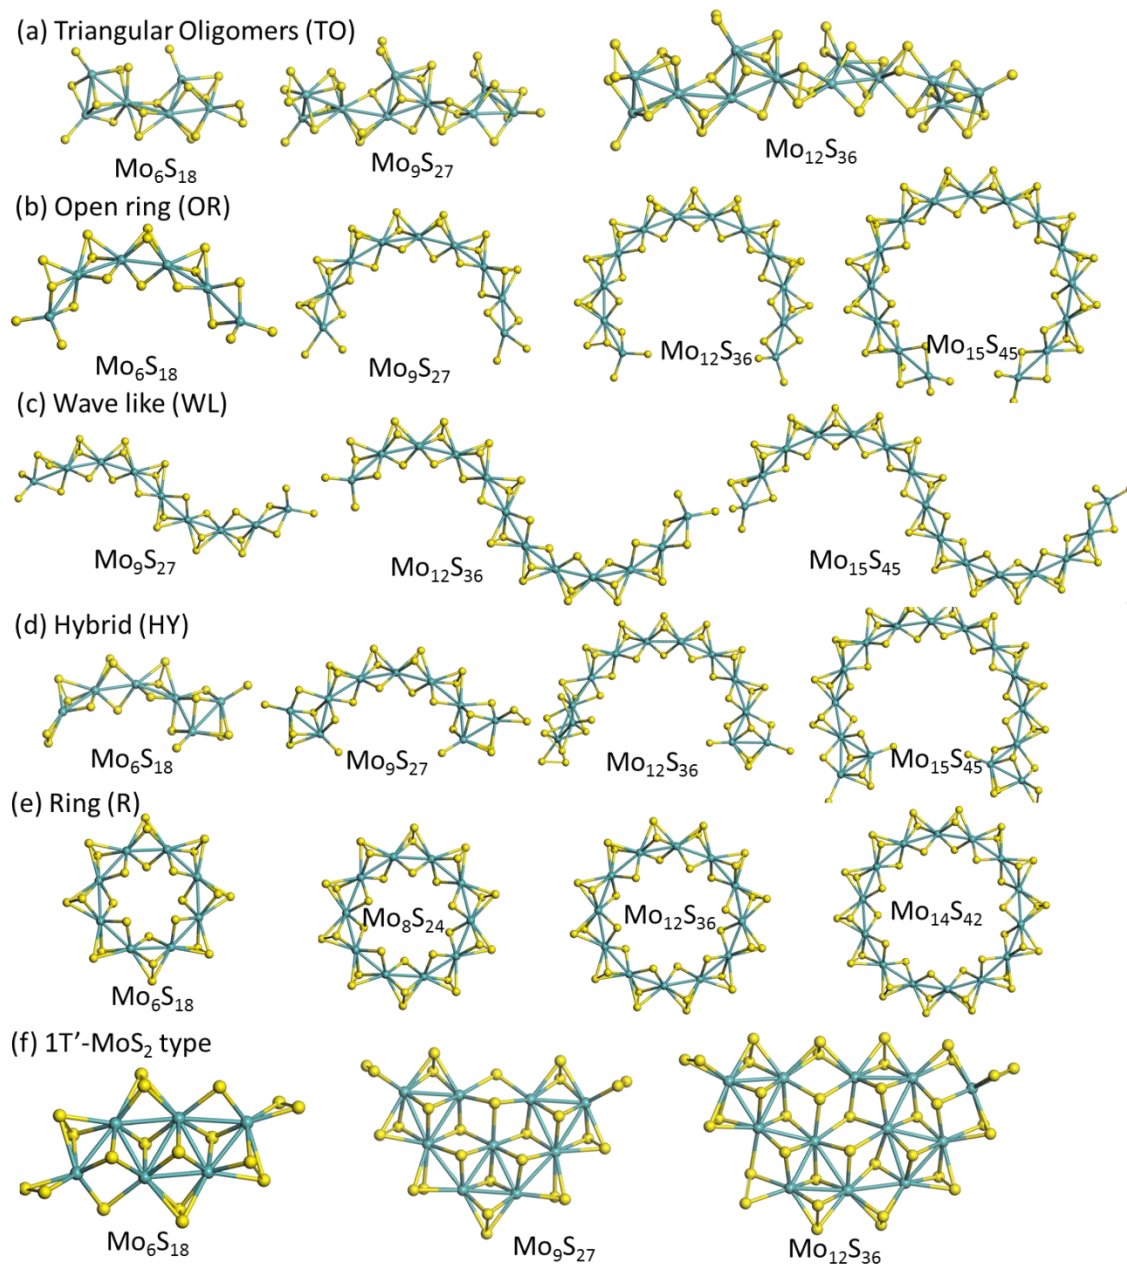 (a) Triangular Oligomers (TO)
Mo₆S₁₈
Mo₉S₂₇
Mo₁₂S₃₆
(b) Open ring (OR)
Mo₆S₁₈
Mo₉S₂₇
Mo₁₂S₃₆
Mo₁₅S₄₅
(c) Wave like (WL)
Mo₉S₂₇
Mo₁₂S₃₆
Mo₁₅S₄₅
(d) Hybrid (HY)
Mo₆S₁₈
Mo₉S₂₇
Mo₁₂S₃₆
Mo₁₅S₄₅
(e) Ring (R)
Mo₆S₁₈
Mo₈S₂₄
Mo₁₂S₃₆
Mo₁₄S₄₂
(f) 1T’-MoS₂ type
Mo₆S₁₈
Mo₉S₂₇
Mo₁₂S₃₆